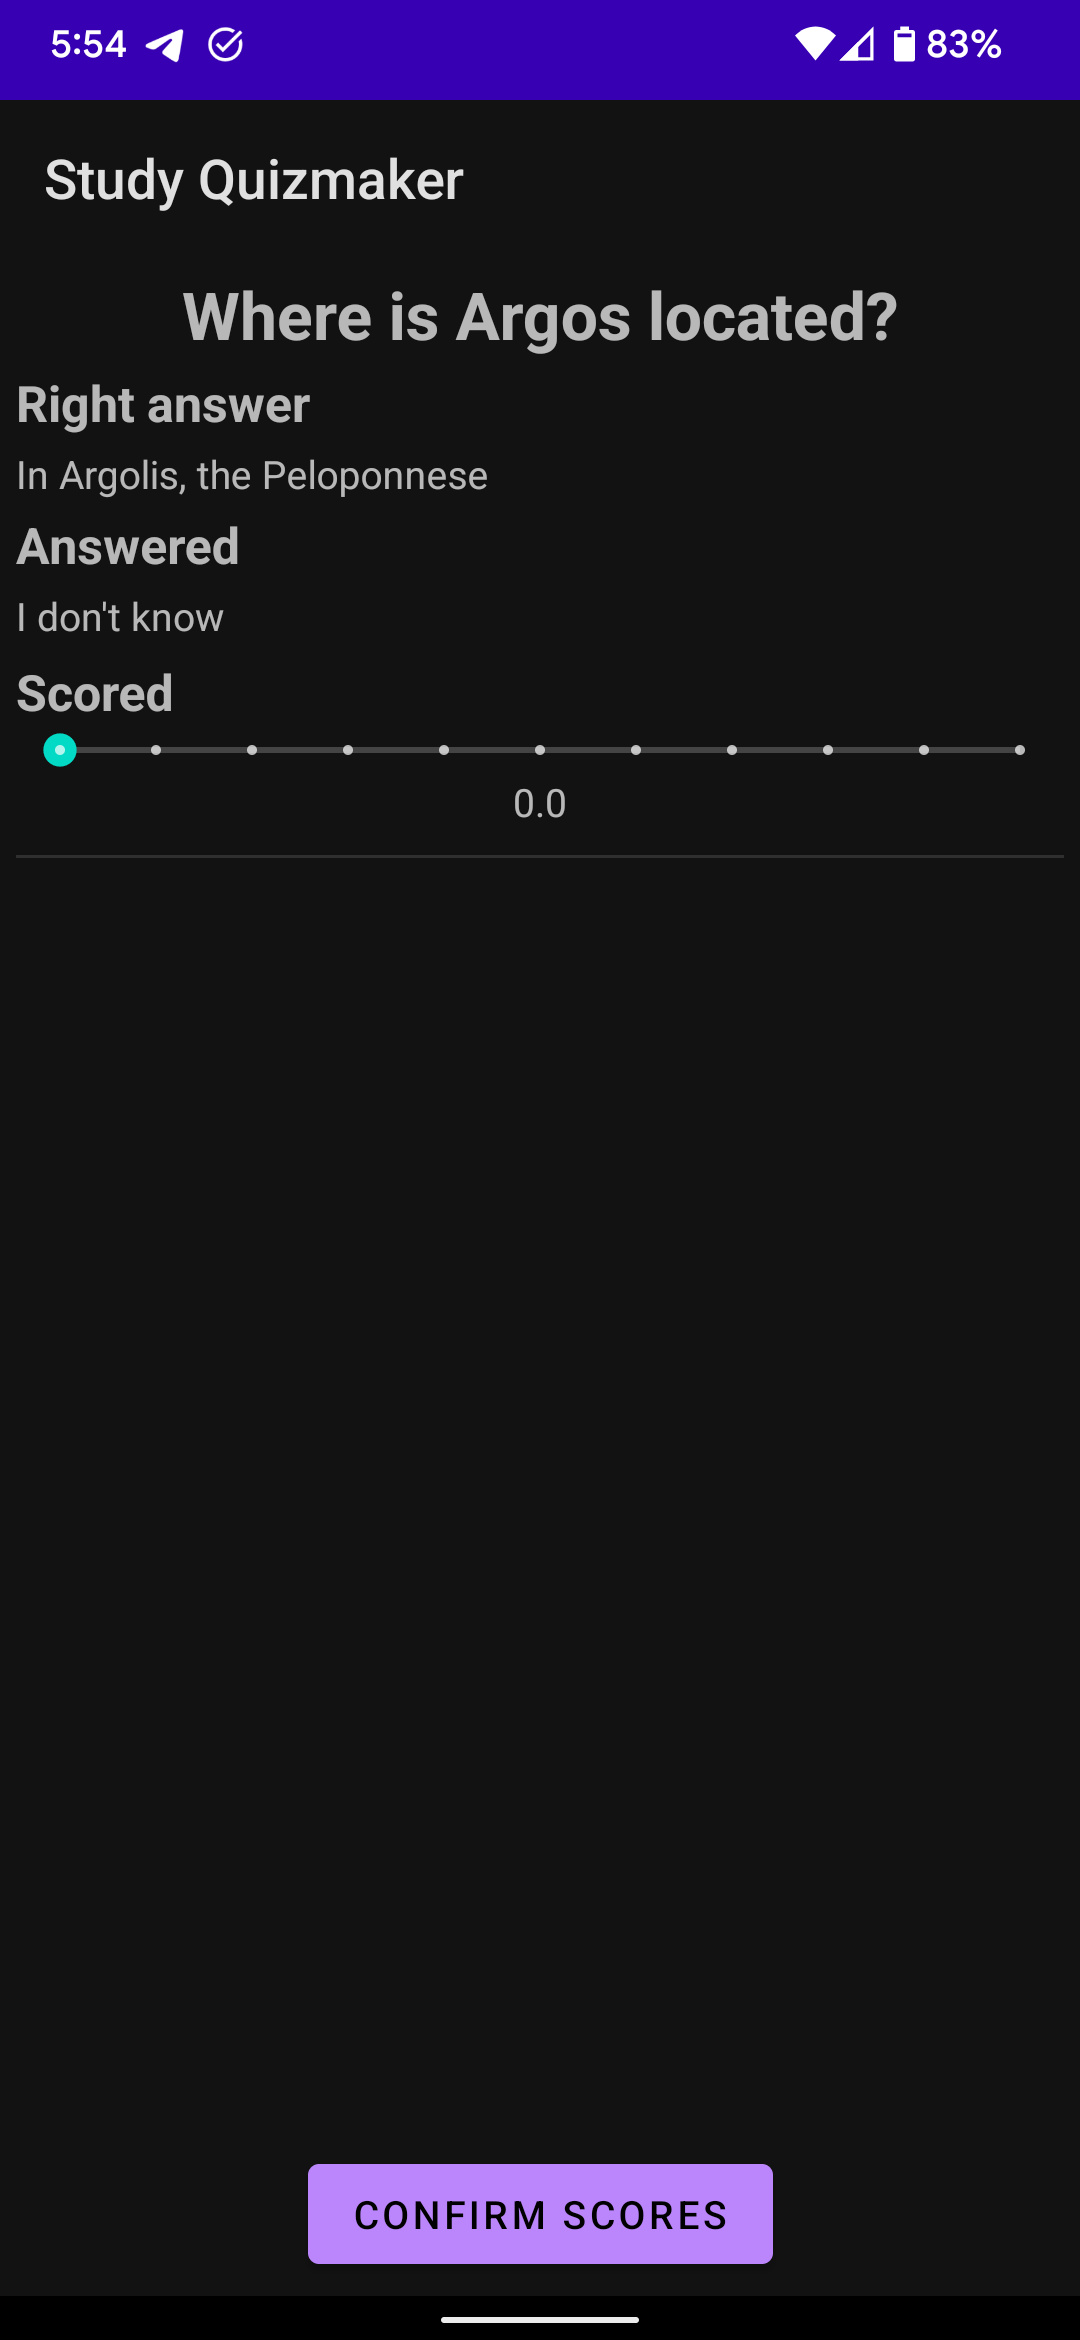 5:54 83%
Study Quizmaker
Where is Argos located?
Right answer
In Argolis, the Peloponnese
Answered
I don't know
Scored
0.0
CONFIRM SCORES